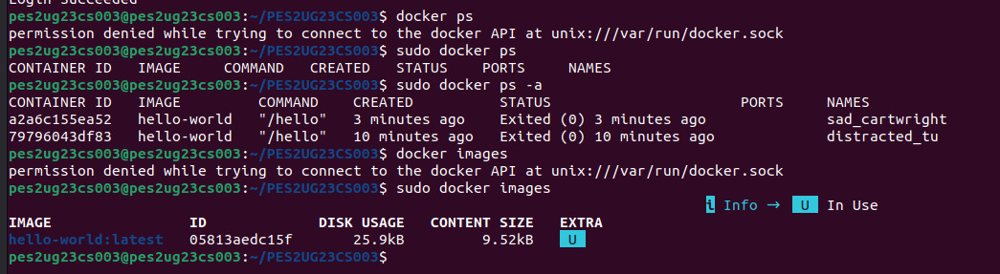 Login Succeeded
pes2ug23cs003@pes2ug23cs003:~/PES2UG23CS003$ docker ps
permission denied while trying to connect to the docker API at unix:///var/run/docker.sock
pes2ug23cs003@pes2ug23cs003:~/PES2UG23CS003$ sudo docker ps
CONTAINER ID   IMAGE     COMMAND   CREATED   STATUS    PORTS     NAMES
pes2ug23cs003@pes2ug23cs003:~/PES2UG23CS003$ sudo docker ps -a
CONTAINER ID   IMAGE         COMMAND    CREATED          STATUS                      PORTS     NAMES
a2a6c155ea52   hello-world   "/hello"   3 minutes ago    Exited (0) 3 minutes ago              sad_cartwright
79796043df83   hello-world   "/hello"   10 minutes ago   Exited (0) 10 minutes ago             distracted_tu
pes2ug23cs003@pes2ug23cs003:~/PES2UG23CS003$ docker images
permission denied while trying to connect to the docker API at unix:///var/run/docker.sock
pes2ug23cs003@pes2ug23cs003:~/PES2UG23CS003$ sudo docker images
i Info → U In Use
IMAGE                ID             DISK USAGE   CONTENT SIZE   EXTRA
hello-world:latest   05813aedc15f       25.9kB         9.52kB    U
pes2ug23cs003@pes2ug23cs003:~/PES2UG23CS003$